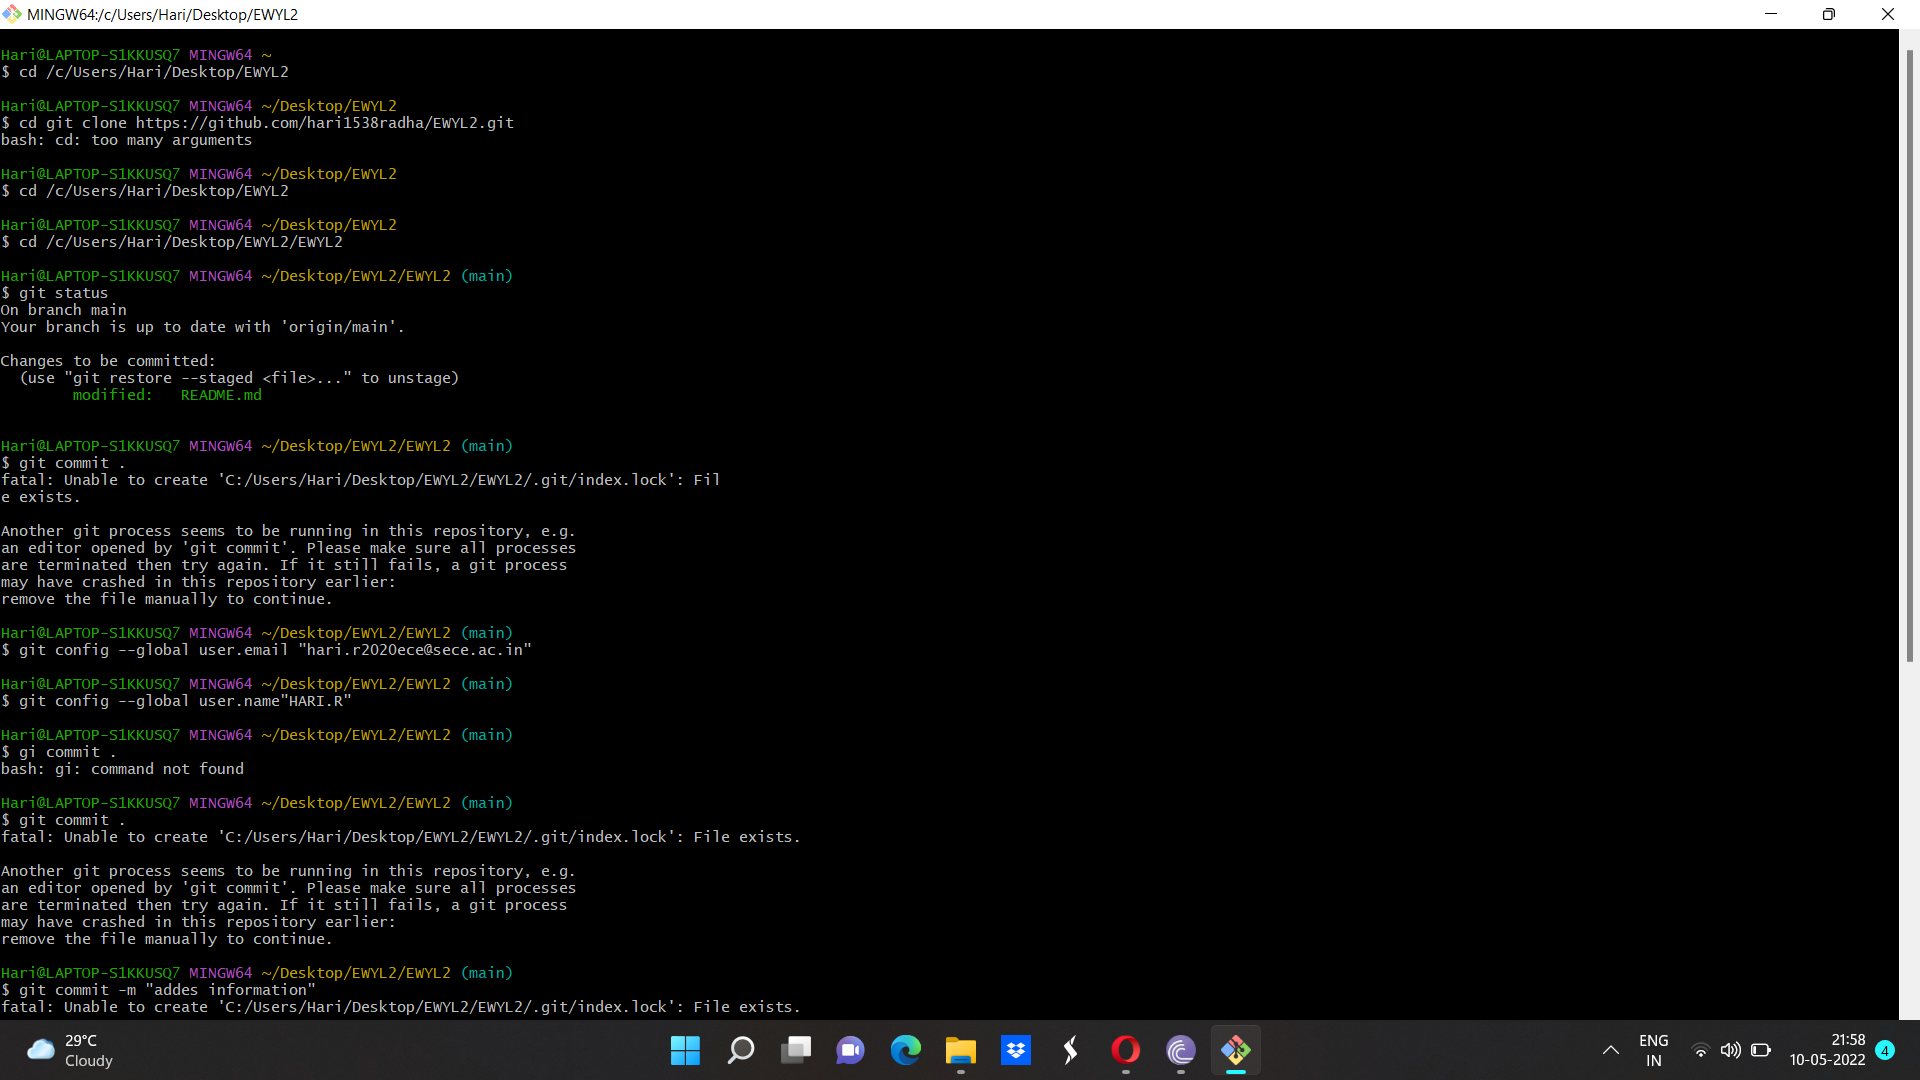 MINGW64:/c/Users/Hari/Desktop/EWYL2
Hari@LAPTOP-S1KKUSQ7 MINGW64 ~
$ cd /c/Users/Hari/Desktop/EWYL2
Hari@LAPTOP-S1KKUSQ7 MINGW64 ~/Desktop/EWYL2
$ cd git clone https://github.com/hari1538radha/EWYL2.git
bash: cd: too many arguments
Hari@LAPTOP-S1KKUSQ7 MINGW64 ~/Desktop/EWYL2
$ cd /c/Users/Hari/Desktop/EWYL2
Hari@LAPTOP-S1KKUSQ7 MINGW64 ~/Desktop/EWYL2
$ cd /c/Users/Hari/Desktop/EWYL2/EWYL2
Hari@LAPTOP-S1KKUSQ7 MINGW64 ~/Desktop/EWYL2/EWYL2 (main)
$ git status
On branch main
Your branch is up to date with 'origin/main'.
Changes to be committed:
  (use "git restore --staged <file>..." to unstage)
        modified:   README.md
Hari@LAPTOP-S1KKUSQ7 MINGW64 ~/Desktop/EWYL2/EWYL2 (main)
$ git commit .
fatal: Unable to create 'C:/Users/Hari/Desktop/EWYL2/EWYL2/.git/index.lock': Fil
e exists.
Another git process seems to be running in this repository, e.g.
an editor opened by 'git commit'. Please make sure all processes
are terminated then try again. If it still fails, a git process
may have crashed in this repository earlier:
remove the file manually to continue.
Hari@LAPTOP-S1KKUSQ7 MINGW64 ~/Desktop/EWYL2/EWYL2 (main)
$ git config --global user.email "hari.r2020ece@sece.ac.in"
Hari@LAPTOP-S1KKUSQ7 MINGW64 ~/Desktop/EWYL2/EWYL2 (main)
$ git config --global user.name"HARI.R"
Hari@LAPTOP-S1KKUSQ7 MINGW64 ~/Desktop/EWYL2/EWYL2 (main)
$ gi commit .
bash: gi: command not found
Hari@LAPTOP-S1KKUSQ7 MINGW64 ~/Desktop/EWYL2/EWYL2 (main)
$ git commit .
fatal: Unable to create 'C:/Users/Hari/Desktop/EWYL2/EWYL2/.git/index.lock': File exists.
Another git process seems to be running in this repository, e.g.
an editor opened by 'git commit'. Please make sure all processes
are terminated then try again. If it still fails, a git process
may have crashed in this repository earlier:
remove the file manually to continue.
Hari@LAPTOP-S1KKUSQ7 MINGW64 ~/Desktop/EWYL2/EWYL2 (main)
$ git commit -m "addes information"
fatal: Unable to create 'C:/Users/Hari/Desktop/EWYL2/EWYL2/.git/index.lock': File exists.
29°C
Cloudy
ENG
IN
21:58
10-05-2022
4